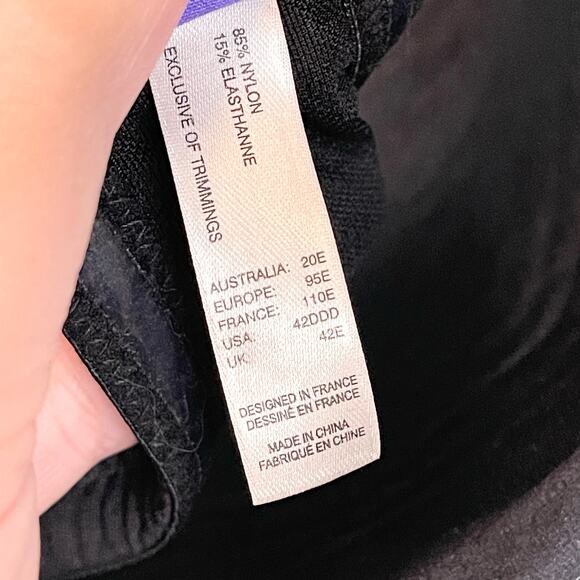 85% NYLON
15% ELASTHANNE
EXCLUSIVE OF TRIMMINGS
AUSTRALIA: 20E
EUROPE: 95E
FRANCE: 110E
USA: 42DDD
UK: 42E
DESIGNED IN FRANCE
DESSINÉ EN FRANCE
MADE IN CHINA
FABRIQUÉ EN CHINE